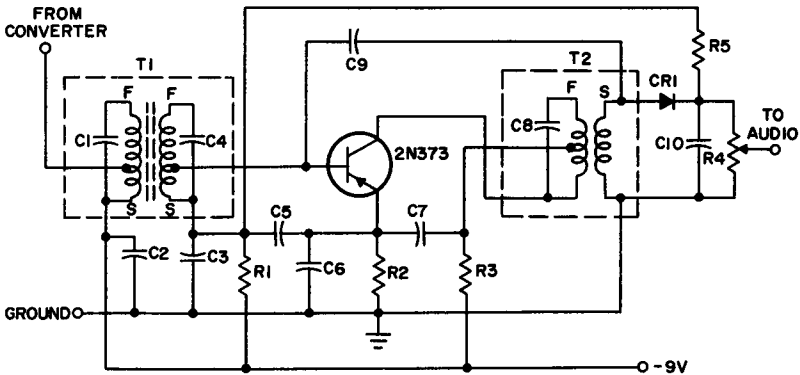 FROM
CONVERTER
T1
F
F
C1
C4
S
S
C9
2N373
T2
F
S
C8
CR1
R5
C10
R4
TO
AUDIO
C5
C7
C2
C3
R1
C6
R2
R3
GROUND
-9V